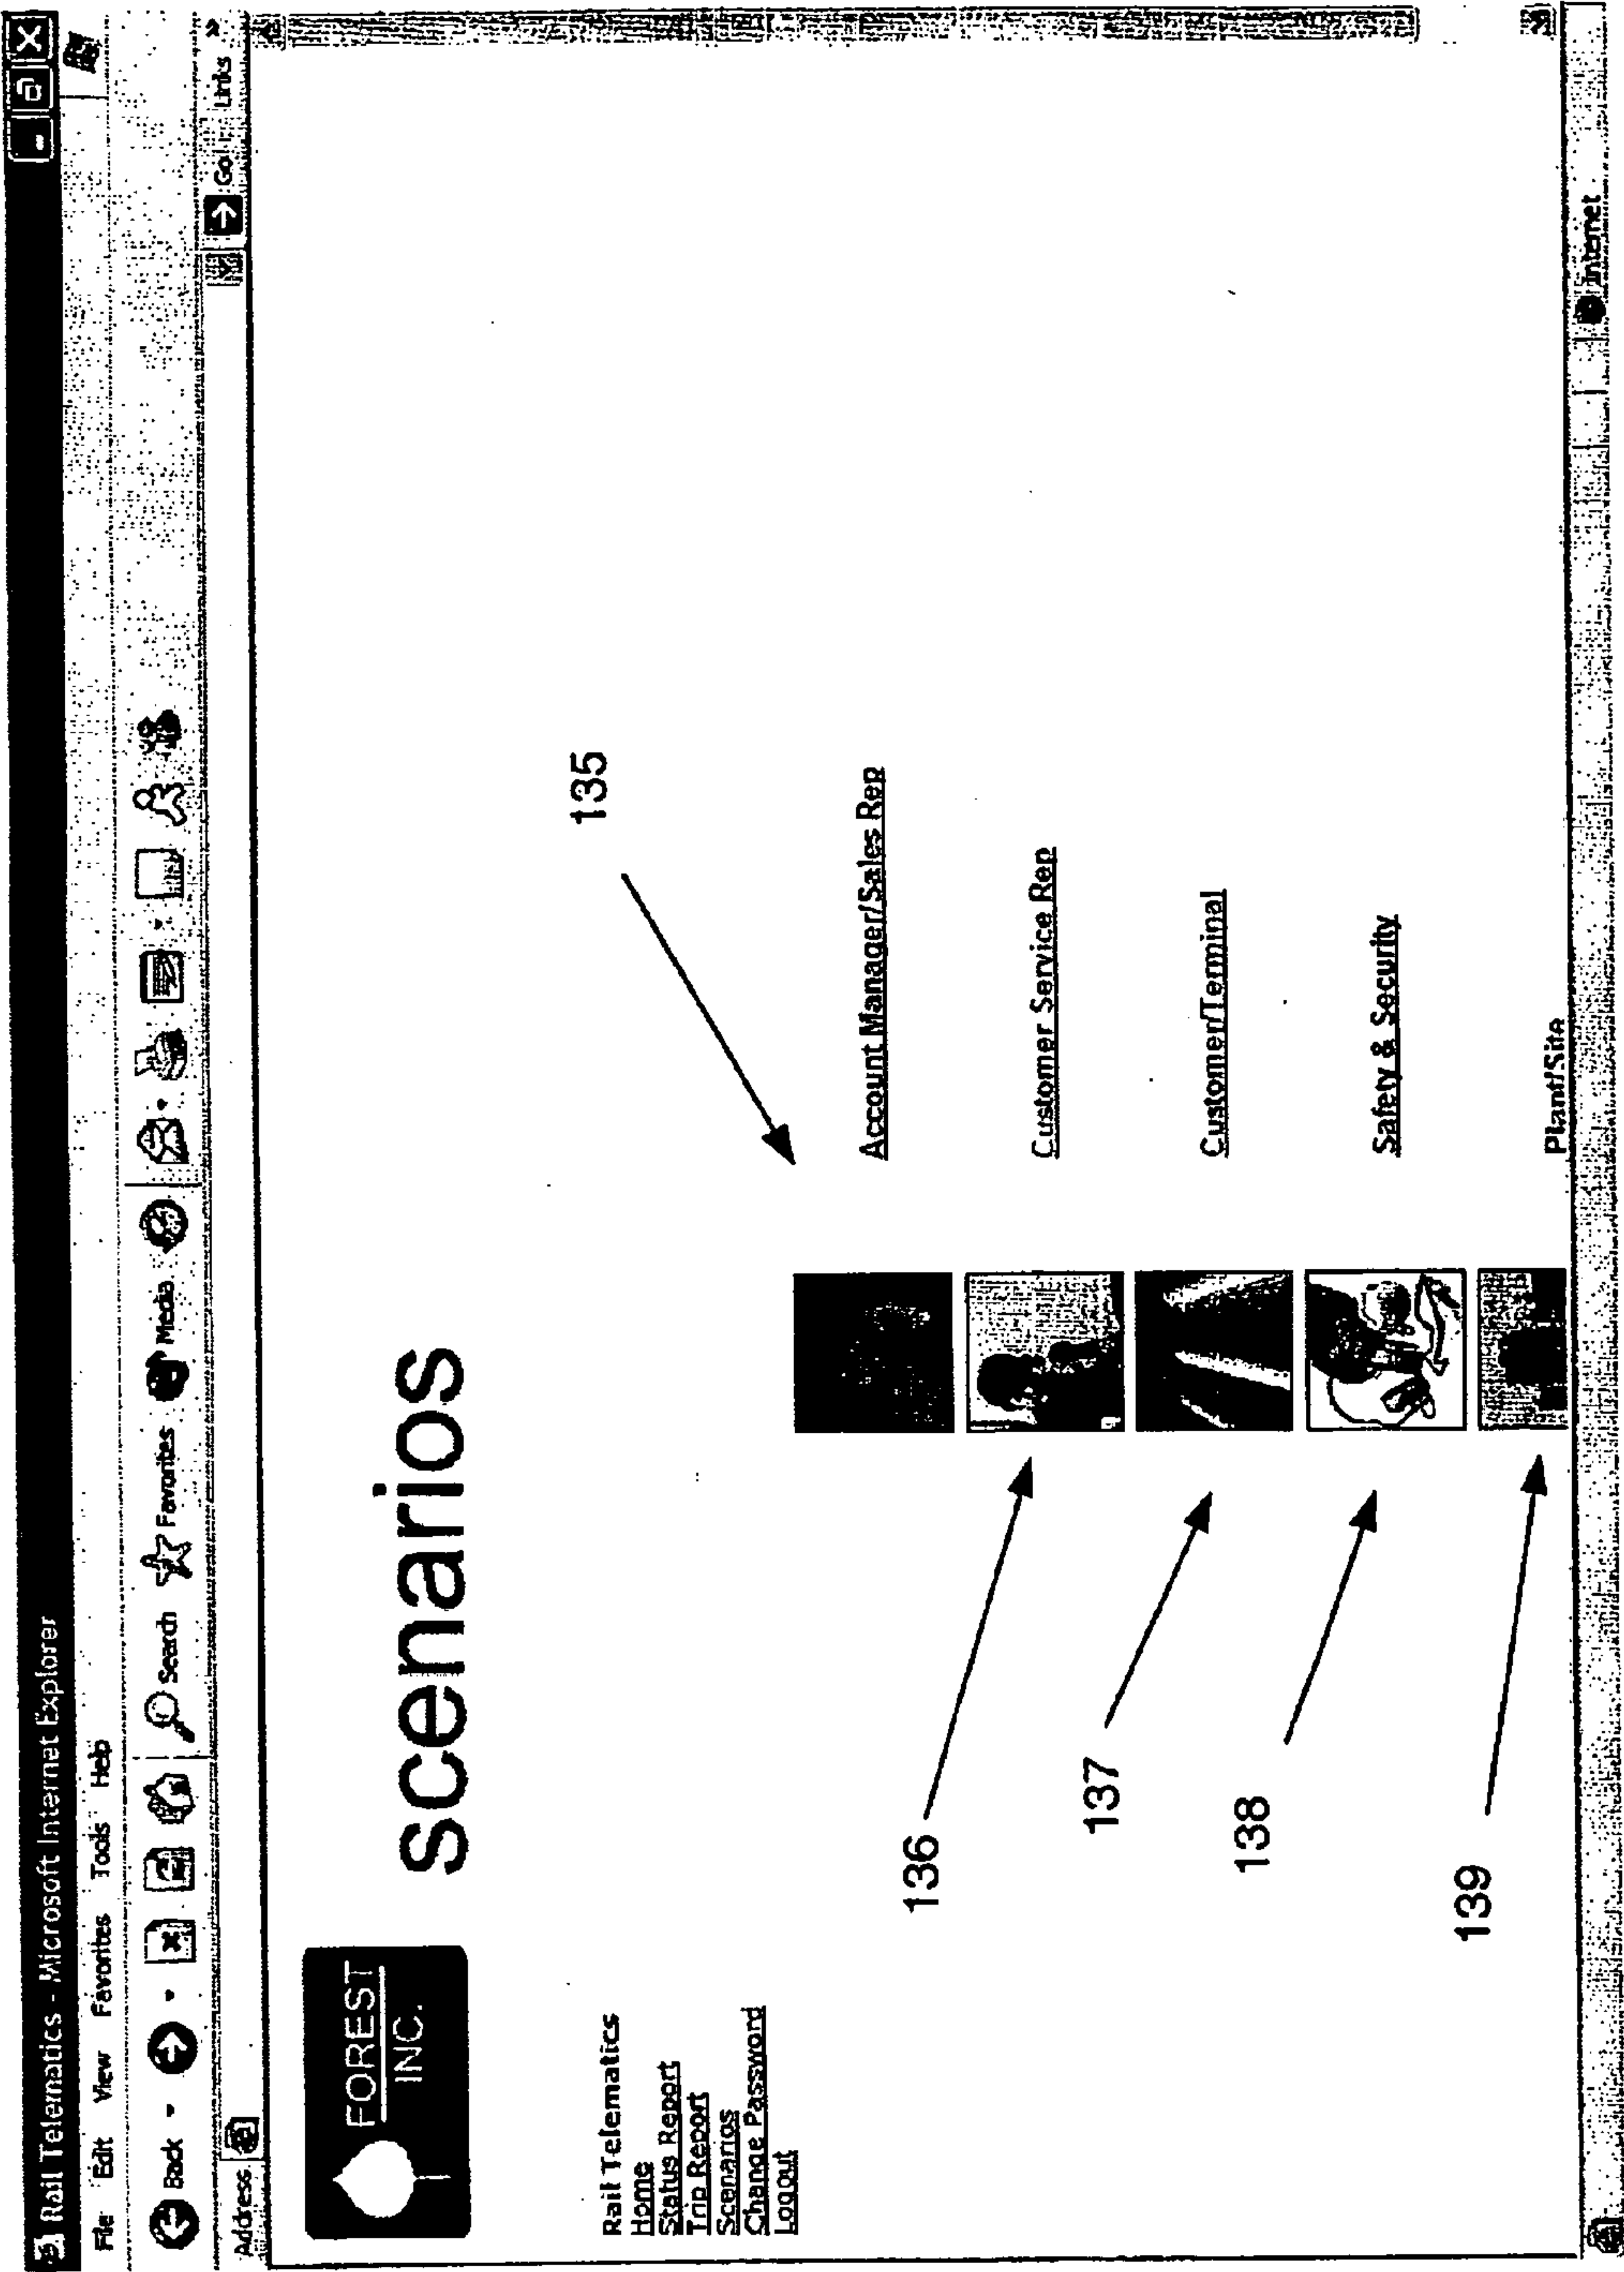 Rail Telematics - Microsoft Internet Explorer
File Edit View Favorites Tools Help
Back Search Favorites Media
Address Go Links
FOREST
INC.
scenarios
Rail Telematics
Home
Status Report
Trip Report
Scenarios
Change Password
Logout
135
Account Manager/Sales Rep
136
Customer Service Rep
137
Customer/Terminal
138
Safety & Security
139
Plant/Site
Internet